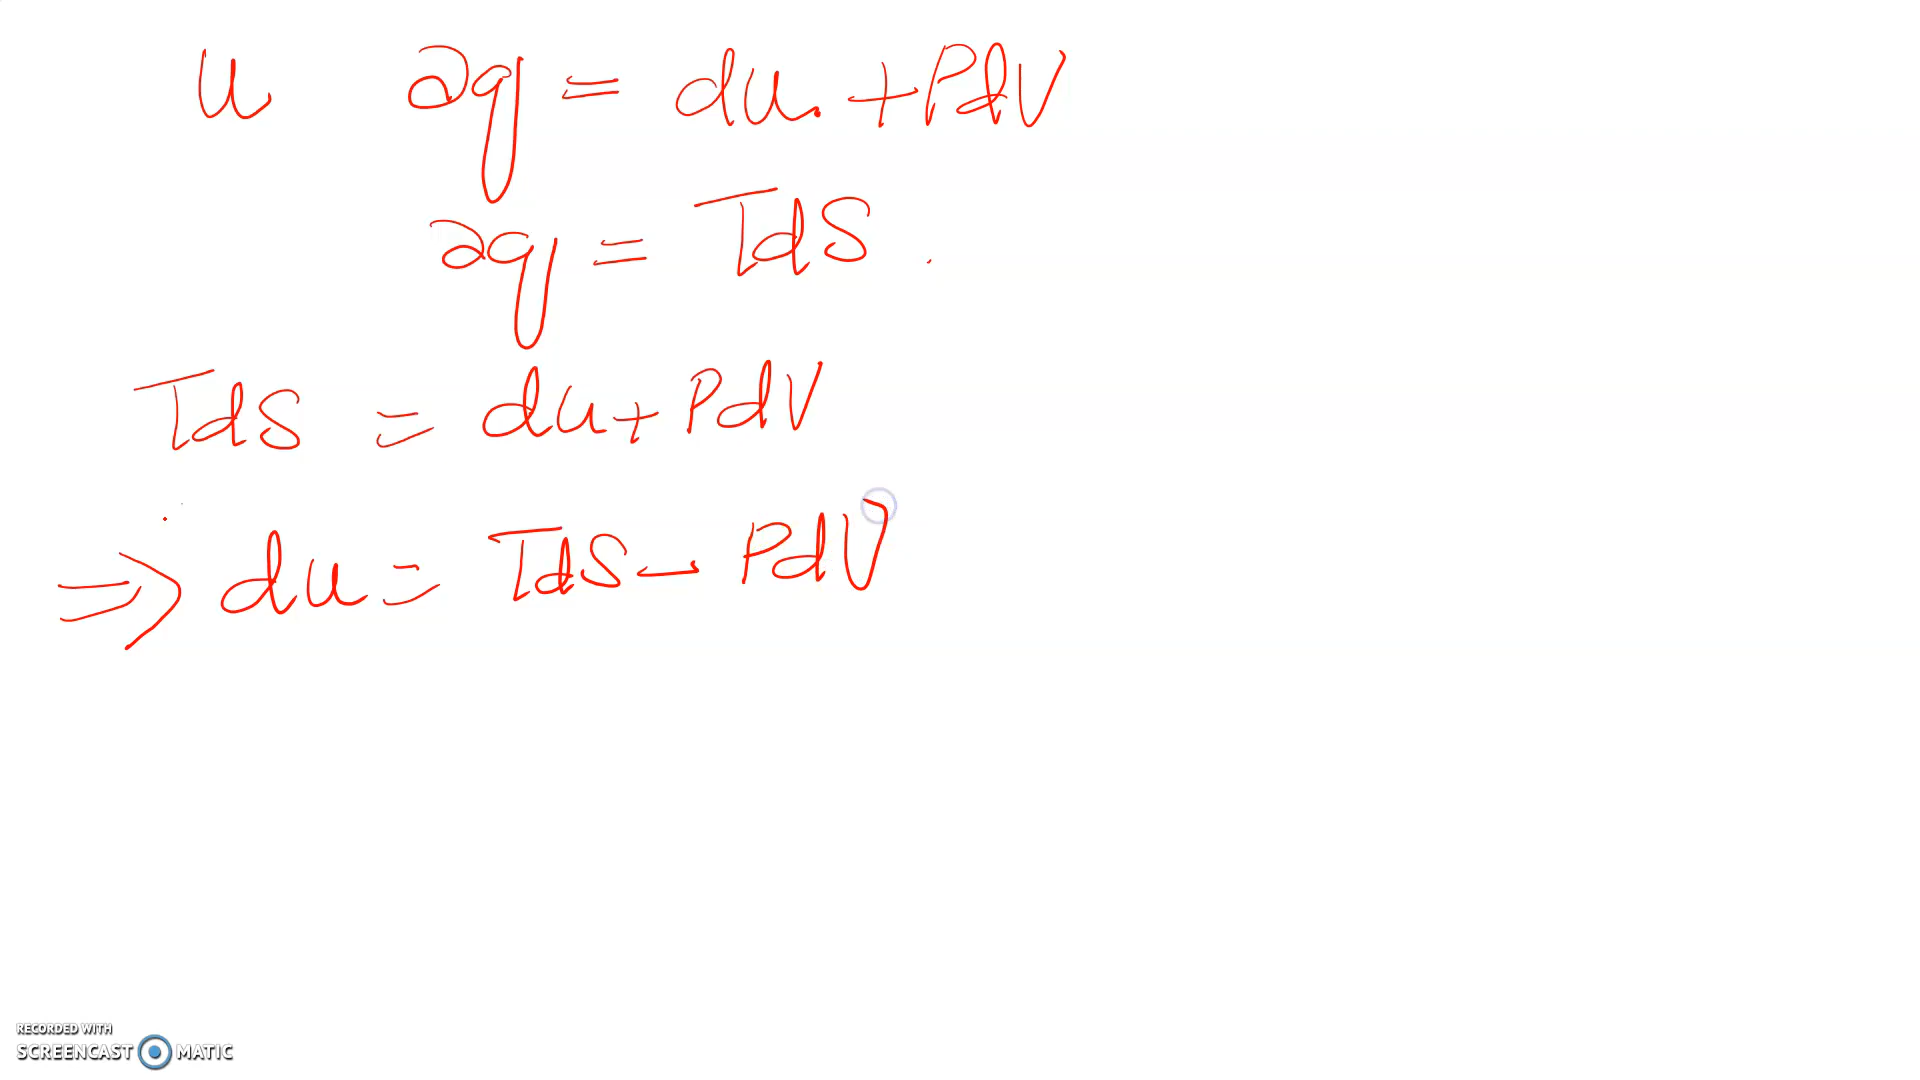 u ∂q = du + PdV
∂q = TdS.
TdS = du + PdV
⇒ du = TdS - PdV
RECORDED WITH
SCREENCAST MATIC